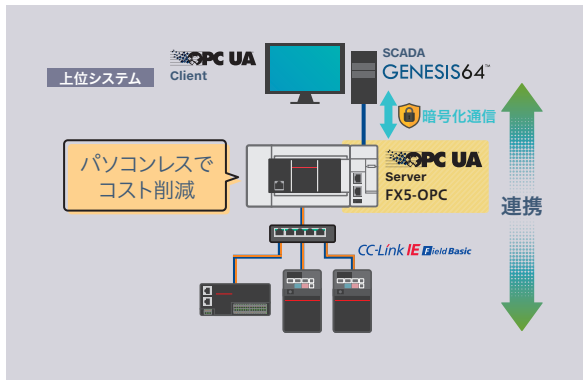 OPC UA
Client
上位システム
SCADA
GENESIS64™
暗号化通信
パソコンレスで
コスト削減
OPC UA
Server
FX5-OPC
連携
CC-Link IE Field Basic